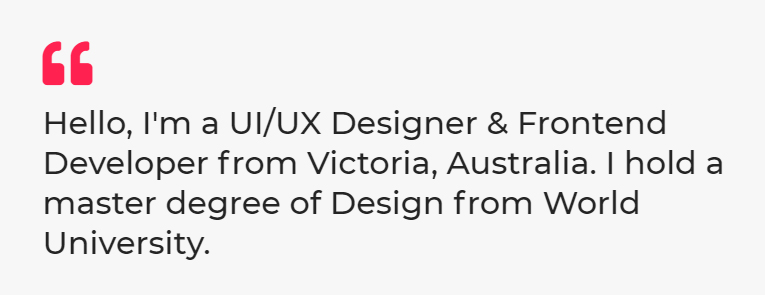 Hello, I'm a UI/UX Designer & Frontend
Developer from Victoria, Australia. I hold a
master degree of Design from World
University.